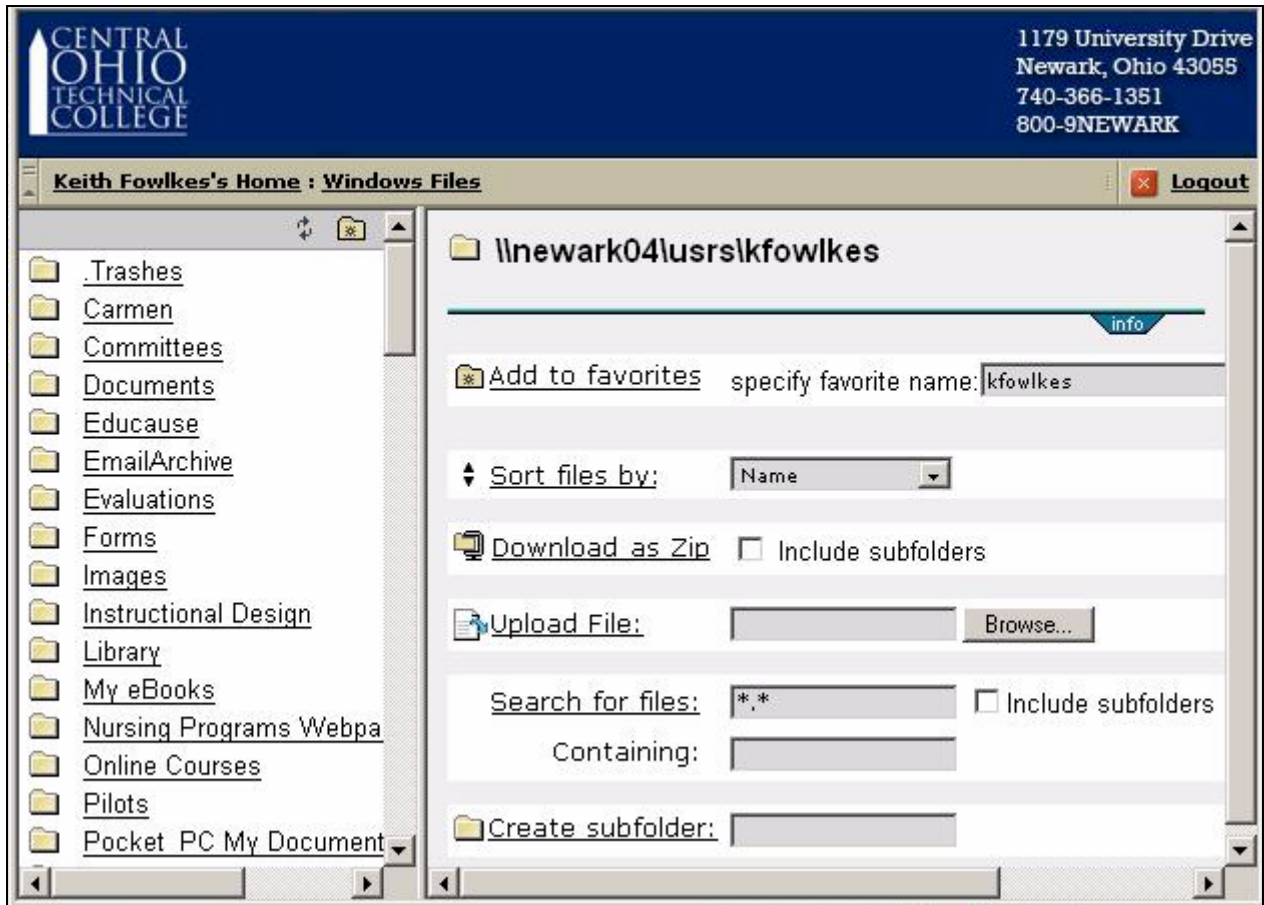 CENTRAL
OHIO
TECHNICAL
COLLEGE
1179 University Drive
Newark, Ohio 43055
740-366-1351
800-9NEWARK
Keith Fowlkes's Home : Windows Files
Logout
.Trashes
Carmen
Committees
Documents
Educause
EmailArchive
Evaluations
Forms
Images
Instructional Design
Library
My eBooks
Nursing Programs Webpa
Online Courses
Pilots
Pocket PC My Document
\\newark04\usrs\kfowlkes
info
Add to favorites specify favorite name: kfowlkes
Sort files by: Name
Download as Zip Include subfolders
Upload File: Browse...
Search for files: *.* Include subfolders
Containing:
Create subfolder: